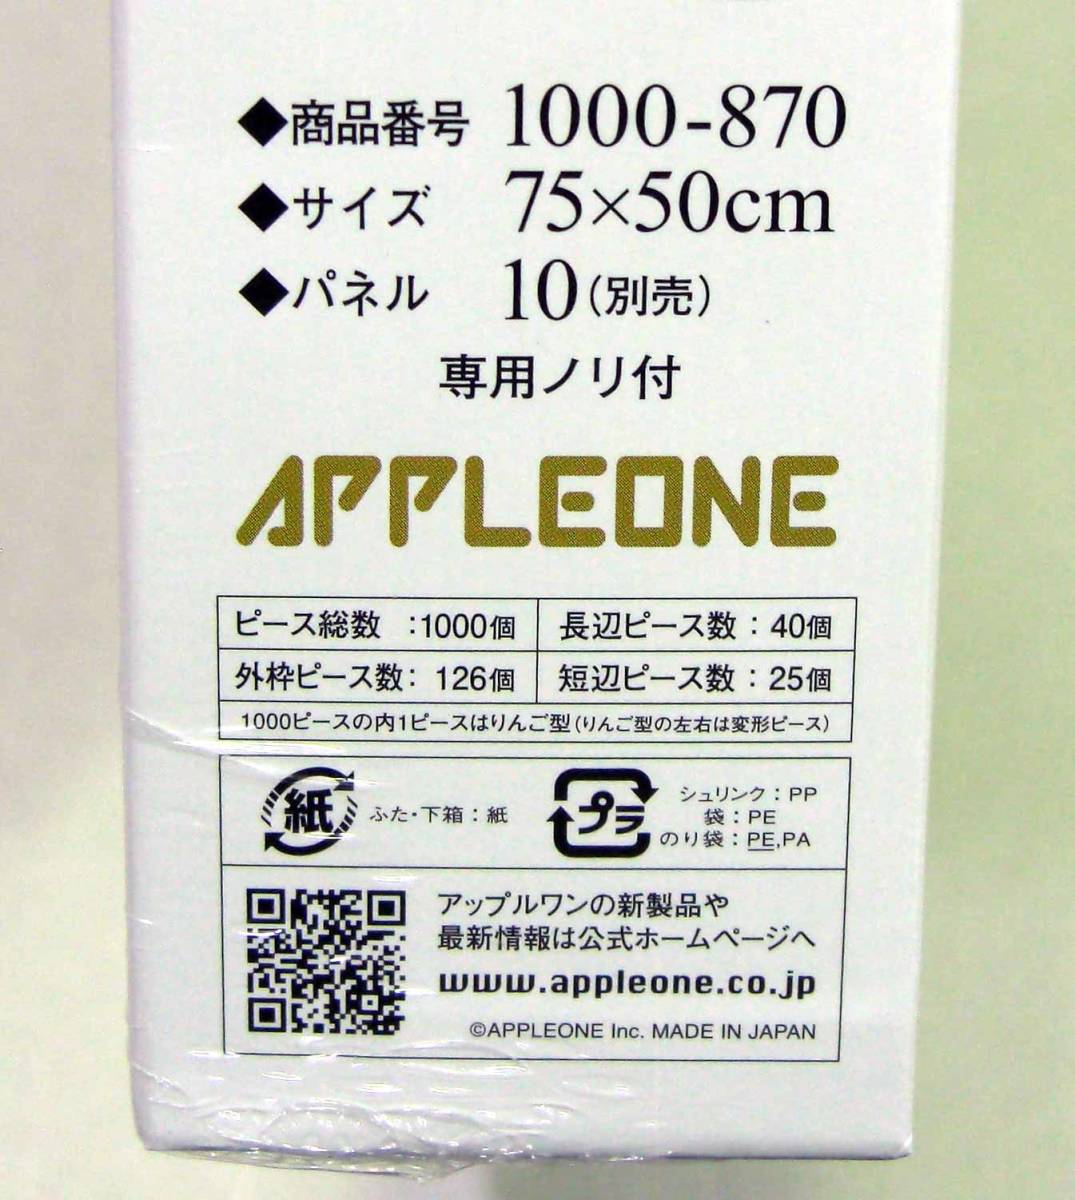 ◆商品番号 1000-870
◆サイズ 75×50cm
◆パネル 10(別売)
専用ノリ付
APPLEONE
ピース総数 :1000個 長辺ピース数：40個
外枠ピース数：126個 短辺ピース数：25個
1000ピースの内1ピースはりんご型(りんご型の左右は変形ピース)
紙 ふた・下箱：紙
プラ シュリンク：PP
袋：PE
のり袋：PE,PA
アップルワンの新製品や
最新情報は公式ホームページへ
www.appleone.co.jp
©APPLEONE Inc. MADE IN JAPAN